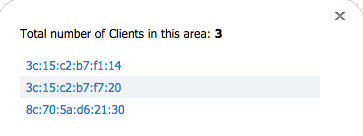 Total number of Clients in this area: 3
3c:15:c2:b7:f1:14
3c:15:c2:b7:f7:20
8c:70:5a:d6:21:30